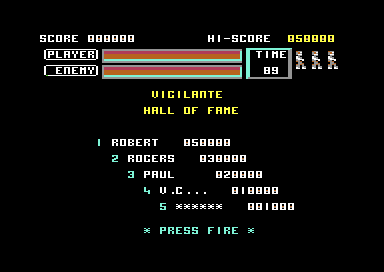 SCORE 000000 HI-SCORE 050000
PLAYER TIME
ENEMY 89
VIGILANTE
HALL OF FAME
1 ROBERT 050000
2 ROGERS 030000
3 PAUL 020000
4 V.C... 010000
5 ****** 001000
* PRESS FIRE *